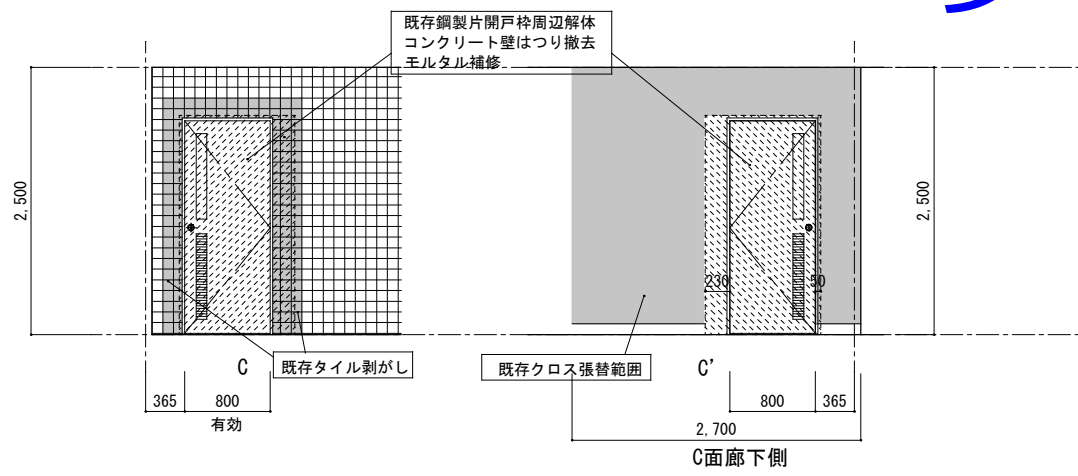 既存鋼製片開戸枠周辺解体
コンクリート壁はつり撤去
モルタル補修
2,500
2,500
230
50
C
既存タイル剥がし
既存クロス張替範囲
C’
365
800
有効
800
365
2,700
C面廊下側